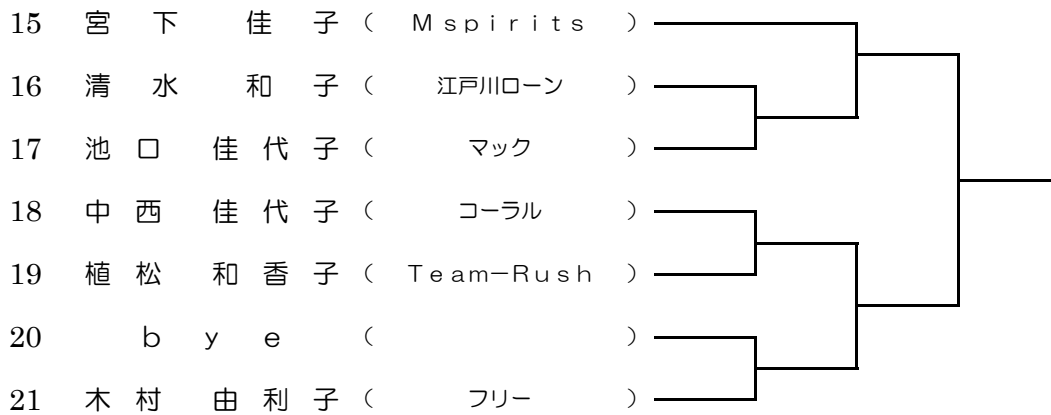 15 宮下 佳子 ( Mspirits )
16 清水 和子 ( 江戸川ローン )
17 池口 佳代子 ( マック )
18 中西 佳代子 ( コーラル )
19 植松 和香子 ( Team-Rush )
20 bye ( )
21 木村 由利子 ( フリー )